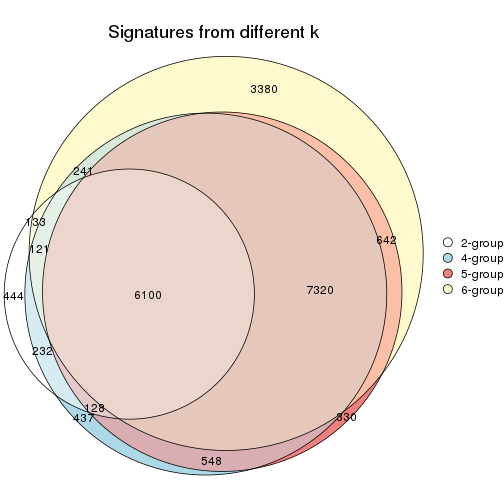 Signatures from different k
3380
241
133
642
121
2-group
4-group
5-group
6-group
7320
6100
444
232
128
437
330
548